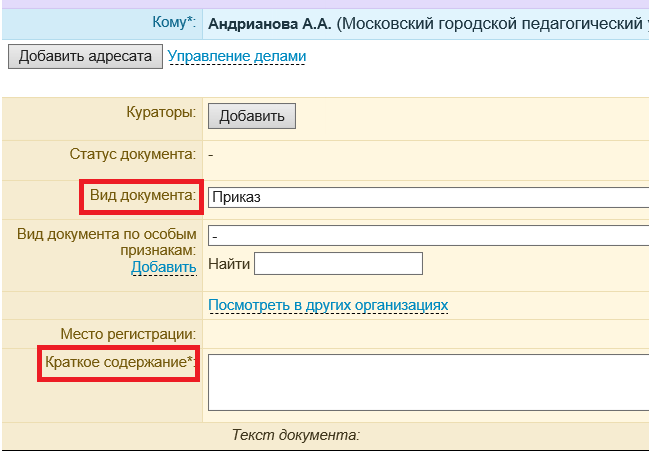 Кому*: Андрианова А.А. (Московский городской педагогический
Добавить адресата Управление делами
Кураторы: Добавить
Статус документа: -
Вид документа: Приказ
Вид документа по особым -
признакам:
Добавить Найти
Посмотреть в других организациях
Место регистрации:
Краткое содержание*:
Текст документа: